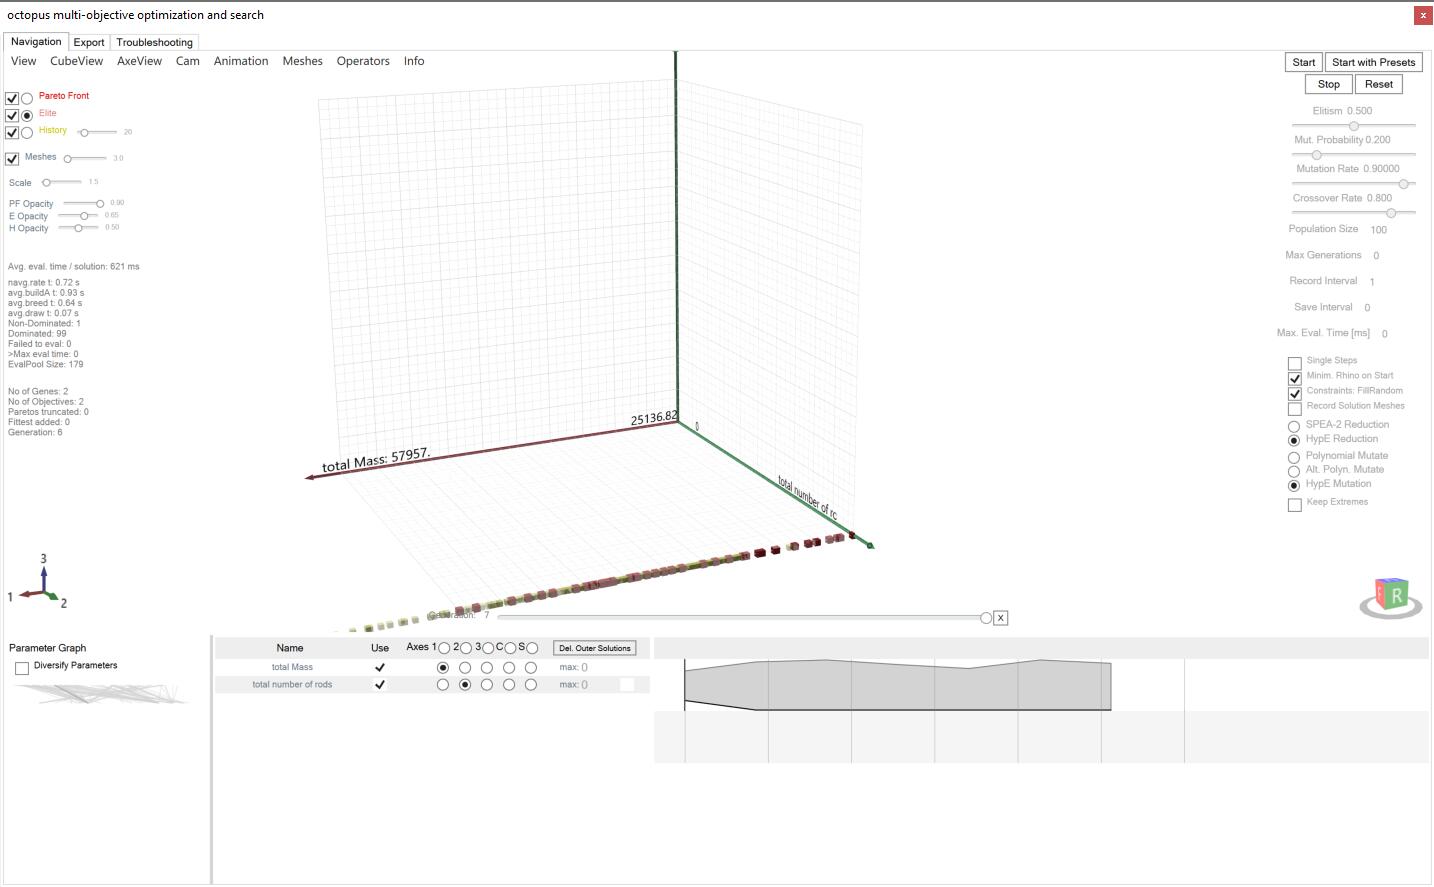 octopus multi-objective optimization and search
x
Navigation Export Troubleshooting
View CubeView AxeView Cam Animation Meshes Operators Info
Pareto Front
Elite
History 20
Meshes 3.0
Scale 1.5
PF Opacity 0.90
E Opacity 0.65
H Opacity 0.50
Avg. eval. time / solution: 621 ms
navg.rate t: 0.72 s
avg.buildA t: 0.93 s
avg.breed t: 0.64 s
avg.draw t: 0.07 s
Non-Dominated: 1
Dominated: 99
Failed to eval: 0
>Max eval time: 0
EvalPool Size: 179
No of Genes: 2
No of Objectives: 2
Paretos truncated: 0
Fittest added: 0
Generation: 6
25136.82
0
total Mass: 57957.
total number of rc
3
1
2
Generation: 7
X
Start Start with Presets
Stop Reset
Elitism 0.500
Mut. Probability 0.200
Mutation Rate 0.90000
Crossover Rate 0.800
Population Size 100
Max Generations 0
Record Interval 1
Save Interval 0
Max. Eval. Time [ms] 0
Single Steps
Minim. Rhino on Start
Constraints: FillRandom
Record Solution Meshes
SPEA-2 Reduction
HypE Reduction
Polynomial Mutate
Alt. Polyn. Mutate
HypE Mutation
Keep Extremes
R
Parameter Graph
Diversify Parameters
Name Use Axes 1 2 3 C S Del. Outer Solutions
total Mass max: 0
total number of rods max: 0